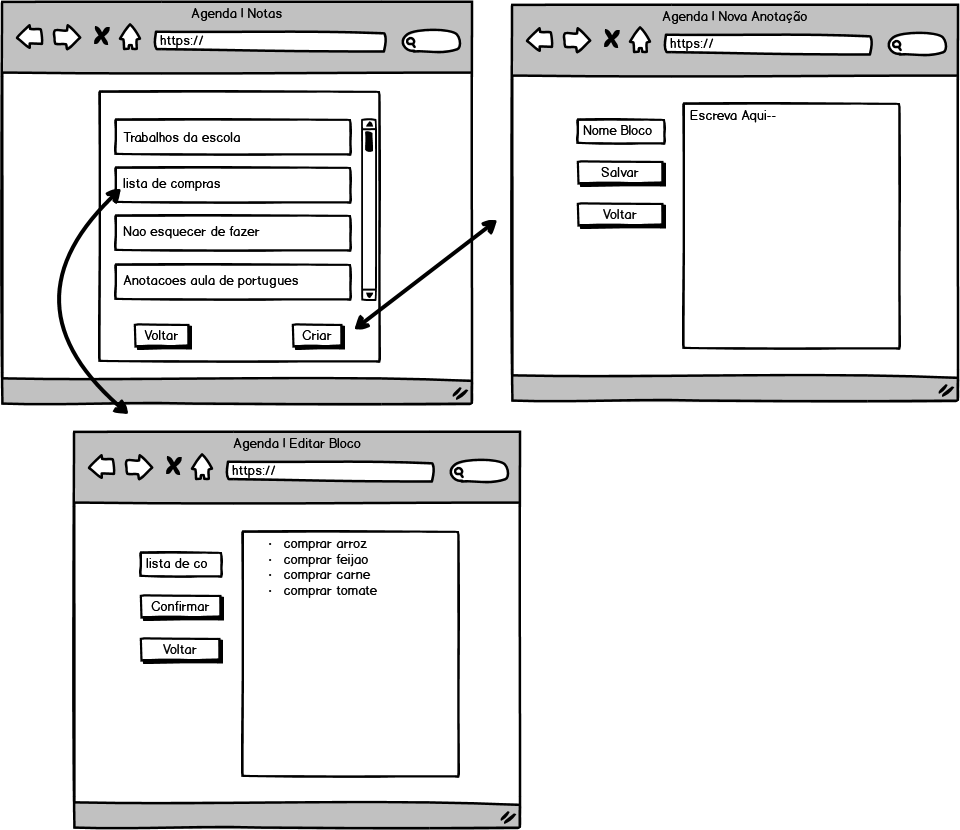 Agenda | Notas
https://
Trabalhos da escola
lista de compras
Nao esquecer de fazer
Anotacoes aula de portugues
Voltar
Criar
Agenda | Nova Anotação
https://
Nome Bloco
Salvar
Voltar
Escreva Aqui--
Agenda | Editar Bloco
https://
lista de co
Confirmar
Voltar
· comprar arroz
· comprar feijao
· comprar carne
· comprar tomate